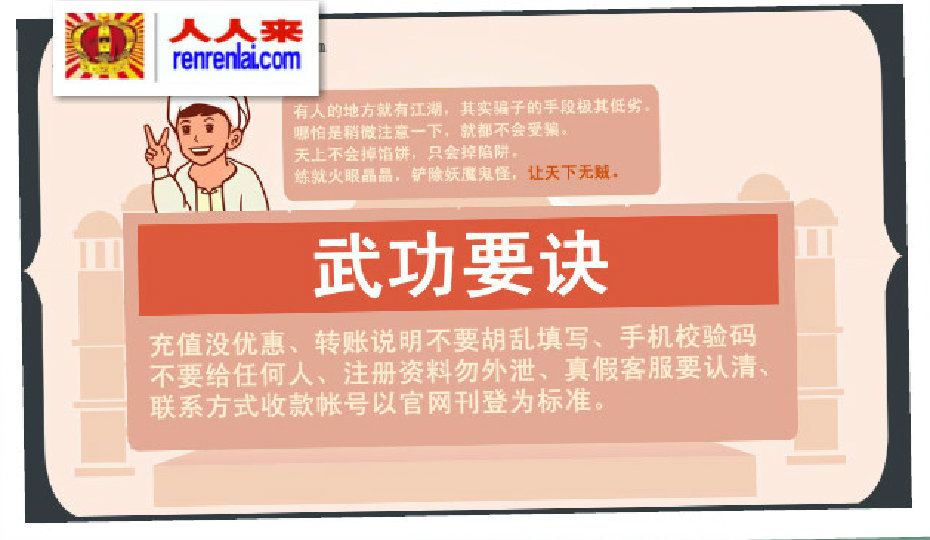 人人来
renrenlai.com
有人的地方就有江湖，其实骗子的手段极其低劣。
哪怕是稍微注意一下，就都不会受骗。
天上不会掉馅饼，只会掉陷阱。
练就火眼晶晶，铲除妖魔鬼怪，让天下无贼。
武功要诀
充值没优惠、转账说明不要胡乱填写、手机校验码
不要给任何人、注册资料勿外泄、真假客服要认清、
联系方式收款帐号以官网刊登为标准。